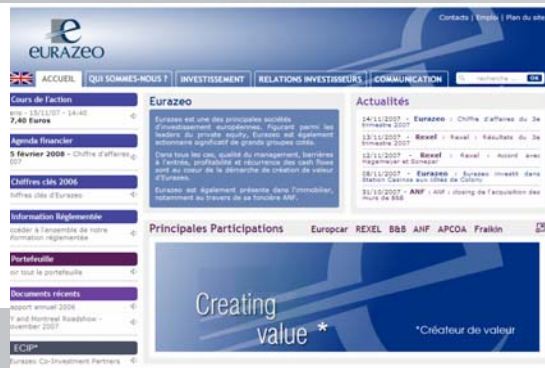 Contacts | Emploi | Plan du site
EURAZEO
ACCUEIL
QUI SOMMES-NOUS ?
INVESTISSEMENT
RELATIONS INVESTISSEURS
COMMUNICATION
recherche ...
OK
Cours de l'action
15/11/07 - 14:40
7,40 Euros
Agenda financier
5 février 2008 - Chiffre d'affaires
007
Chiffres clés 2006
hiffres clés d'Eurazeo
Information Réglementée
ccéder à l'ensemble de notre
formation réglementée
Portefeuille
oir tout le portefeuille
Documents récents
apport annuel 2006
Y and Montreal Roadshow -
ovember 2007
ECIP*
Eurazeo Co-Investment Partners
Eurazeo
Eurazeo est une des principales sociétés
d'investissement européennes. Figurant parmi les
leaders du private equity, Eurazeo est également
actionnaire significatif de grands groupes cotés.
Dans tous les cas, qualité du management, barrières
à l'entrée, profitabilité et récurrence des cash flows
sont au coeur de la démarche de création de valeur
d'Eurazeo.
Eurazeo est également présente dans l'immobilier,
notamment au travers de sa foncière ANF.
Actualités
14/11/2007 - Eurazeo : Chiffre d'affaires du 3e
trimestre 2007
13/11/2007 - Rexel : Rexel : Résultats du 3e
trimestre 2007
12/11/2007 - Rexel : Rexel : Accord avec
Hagemeyer et Sonepar
08/11/2007 - Eurazeo : Eurazeo investit dans
Station Casinos aux côtés de Colony
31/10/2007 - ANF : ANF : closing de l'acquisition des
murs de B&B
Principales Participations
Europcar REXEL B&B ANF APCOA Fraikin
Creating
value *
*Créateur de valeur